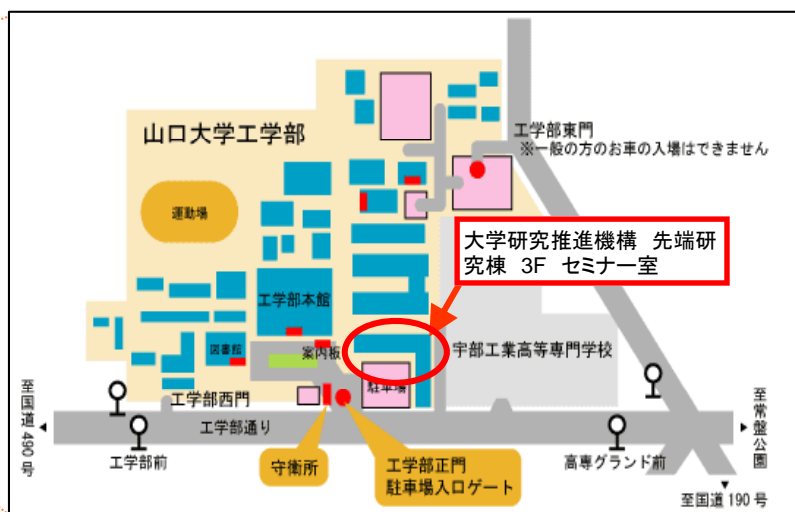 山口大学工学部
工学部東門
※一般の方のお車の入場はできません
運動場
大学研究推進機構 先端研
究棟 3F セミナー室
工学部本館
図書館
案内板
宇部工業高等専門学校
駐車場
至国道490号
工学部西門
工学部通り
至常盤公園
工学部前
守衛所
工学部正門
駐車場入口ゲート
高専グランド前
至国道190号